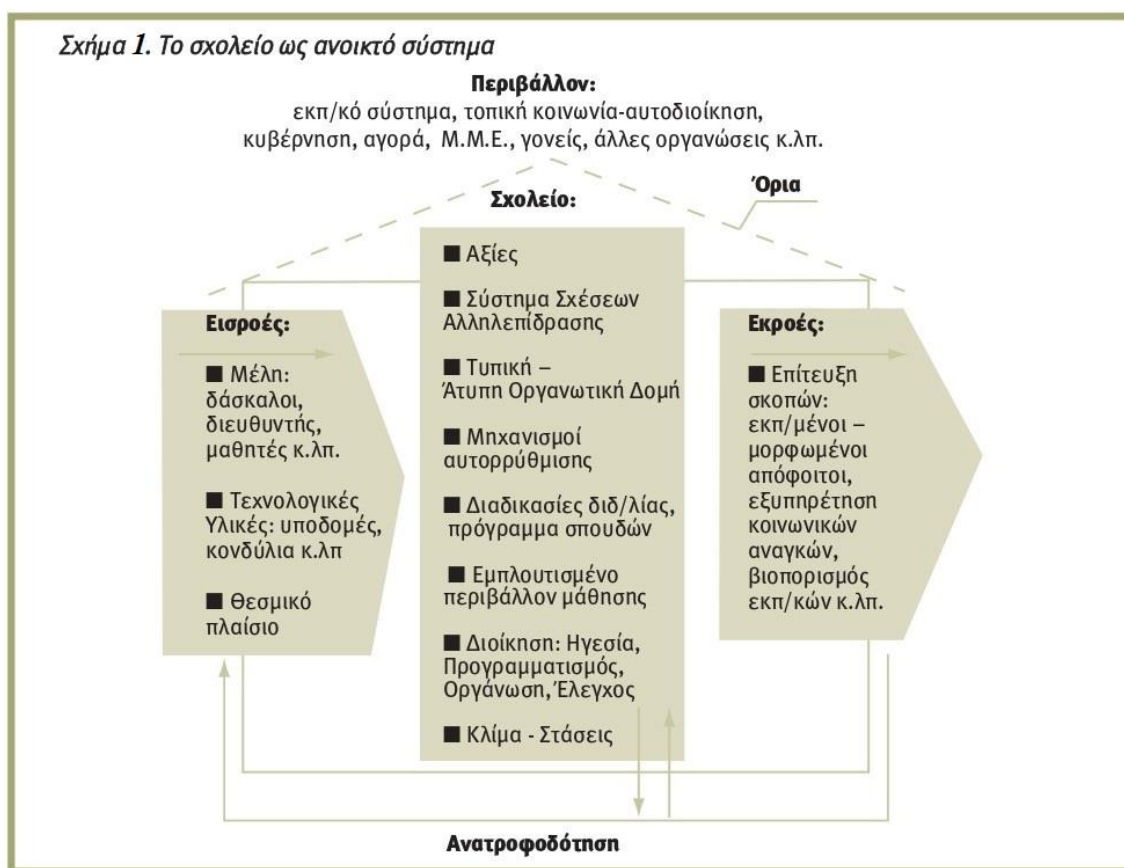 Σχήμα 1. Το σχολείο ως ανοικτό σύστημα
Περιβάλλον:
εκπ/κό σύστημα, τοπική κοινωνία-αυτοδιοίκηση,
κυβέρνηση, αγορά, Μ.Μ.Ε., γονείς, άλλες οργανώσεις κ.λπ.
Όρια
Σχολείο:
Εισροές:
■ Μέλη:
δάσκαλοι,
διευθυντής,
μαθητές κ.λπ.
■ Τεχνολογικές
Υλικές: υποδομές,
κονδύλια κ.λπ
■ Θεσμικό
πλαίσιο
■ Αξίες
■ Σύστημα Σχέσεων
Αλληλεπίδρασης
■ Τυπική –
Άτυπη Οργανωτική Δομή
■ Μηχανισμοί
αυτορρύθμισης
■ Διαδικασίες διδ/λίας,
πρόγραμμα σπουδών
■ Εμπλουτισμένο
περιβάλλον μάθησης
■ Διοίκηση: Ηγεσία,
Προγραμματισμός,
Οργάνωση, Έλεγχος
■ Κλίμα - Στάσεις
Εκροές:
■ Επίτευξη
σκοπών:
εκπ/μένοι –
μορφωμένοι
απόφοιτοι,
εξυπηρέτηση
κοινωνικών
αναγκών,
βιοπορισμός
εκπ/κών κ.λπ.
Ανατροφοδότηση